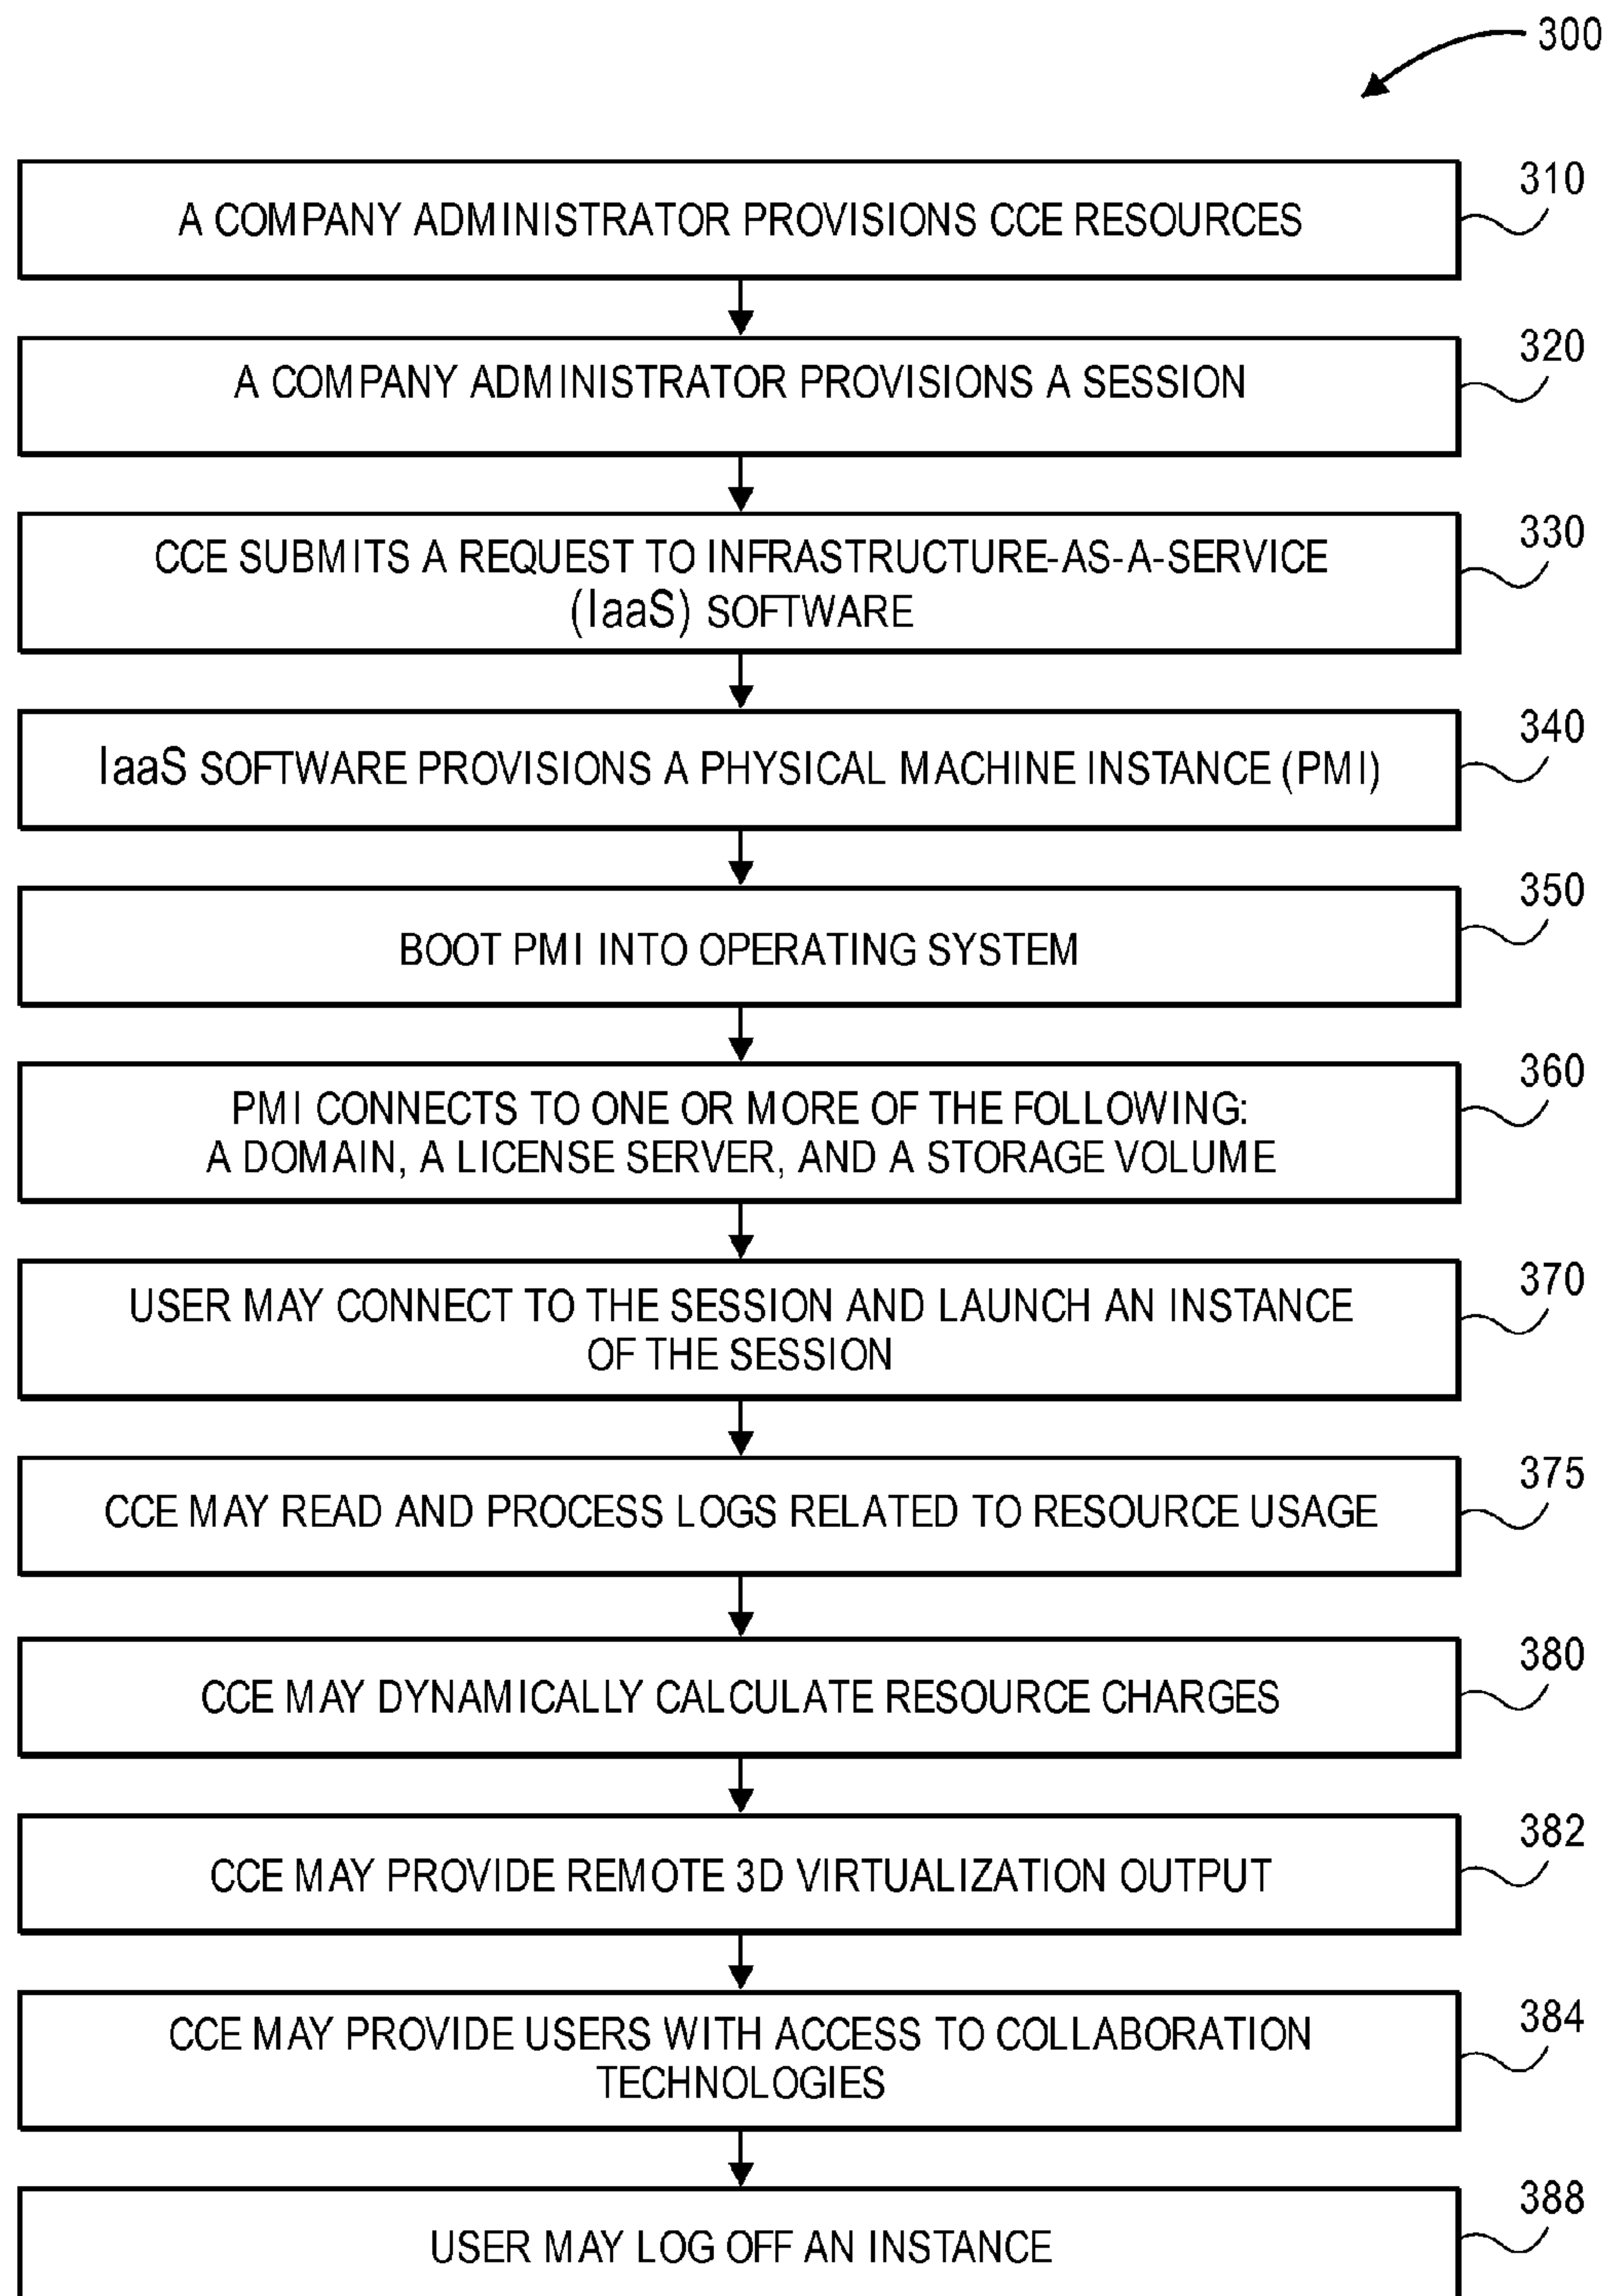 300
310
A COMPANY ADMINISTRATOR PROVISIONS CCE RESOURCES
320
A COMPANY ADMINISTRATOR PROVISIONS A SESSION
330
CCE SUBMITS A REQUEST TO INFRASTRUCTURE-AS-A-SERVICE
(IaaS) SOFTWARE
340
IaaS SOFTWARE PROVISIONS A PHYSICAL MACHINE INSTANCE (PMI)
350
BOOT PMI INTO OPERATING SYSTEM
360
PMI CONNECTS TO ONE OR MORE OF THE FOLLOWING:
A DOMAIN, A LICENSE SERVER, AND A STORAGE VOLUME
370
USER MAY CONNECT TO THE SESSION AND LAUNCH AN INSTANCE
OF THE SESSION
375
CCE MAY READ AND PROCESS LOGS RELATED TO RESOURCE USAGE
380
CCE MAY DYNAMICALLY CALCULATE RESOURCE CHARGES
382
CCE MAY PROVIDE REMOTE 3D VIRTUALIZATION OUTPUT
384
CCE MAY PROVIDE USERS WITH ACCESS TO COLLABORATION
TECHNOLOGIES
388
USER MAY LOG OFF AN INSTANCE